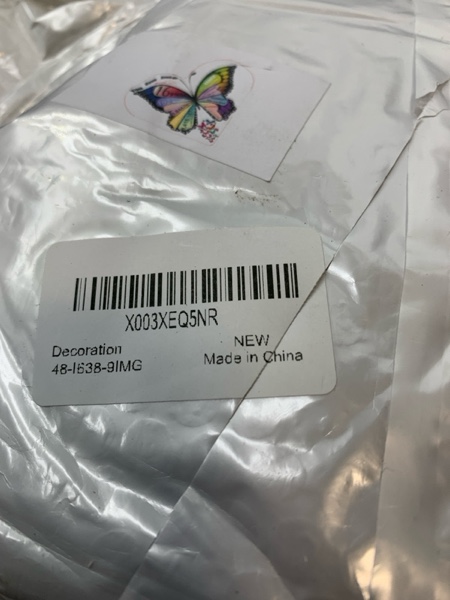 X003XEQ5NR
Decoration
NEW
48-I638-9IMG
Made in China